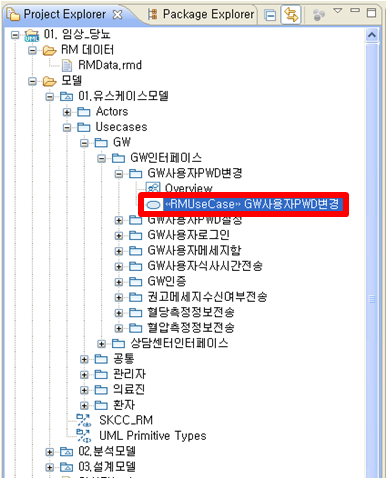 Project Explorer Package Explorer
01. 임상_당뇨
RM 데이터
RMData.rmd
모델
01.유스케이스모델
Actors
Usecases
GW
GW인터페이스
GW사용자PWD변경
Overview
«RMUseCase» GW사용자PWD변경
GW사용자PWD설정
GW사용자로그인
GW사용자메세지함
GW사용자식사시간전송
GW인증
권고메세지수신여부전송
혈당측정정보전송
혈압측정정보전송
상담센터인터페이스
공통
관리자
의료진
환자
SKCC_RM
UML Primitive Types
02.분석모델
03.설계모델